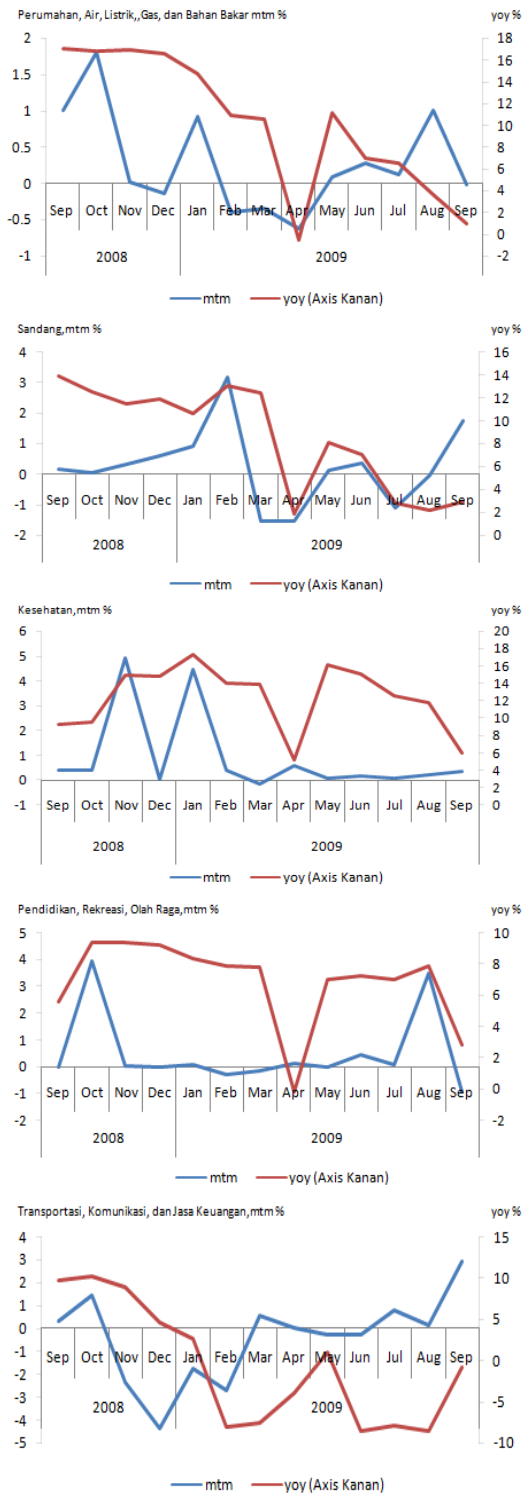 Perumahan, Air, Listrik,,Gas, dan Bahan Bakar mtm % yoy %
2 18
16
1.5 14
1 12
10
0.5 8
0 6
Sep Oct Nov Dec Jan Feb Mar Apr May Jun Jul Aug Sep 4
-0.5 2
0
-1 2008 2009 -2
mtm yoy (Axis Kanan)
Sandang,mtm % yoy %
4 16
3 14
12
2 10
1 8
0 6
Sep Oct Nov Dec Jan Feb Mar Apr May Jun Jul Aug Sep 4
-1 2
-2 0
2008 2009
mtm yoy (Axis Kanan)
Kesehatan,mtm % yoy %
6 20
5 18
16
4 14
3 12
2 10
8
1 6
0 4
Sep Oct Nov Dec Jan Feb Mar Apr May Jun Jul Aug Sep 2
-1 0
2008 2009
mtm yoy (Axis Kanan)
Pendidikan, Rekreasi, Olah Raga,mtm % yoy %
5 10
4 8
3 6
2
1 4
0 2
Sep Oct Nov Dec Jan Feb Mar Apr May Jun Jul Aug Sep 0
-1
-2 -2
2008 2009
mtm yoy (Axis Kanan)
Transportasi, Komunikasi, dan Jasa Keuangan,mtm % yoy %
4 15
3
2 10
1 5
0
Sep Oct Nov Dec Jan Feb Mar Apr May Jun Jul Aug Sep 0
-1
-2
-3 2008 2009 -5
-4
-5 -10
mtm yoy (Axis Kanan)